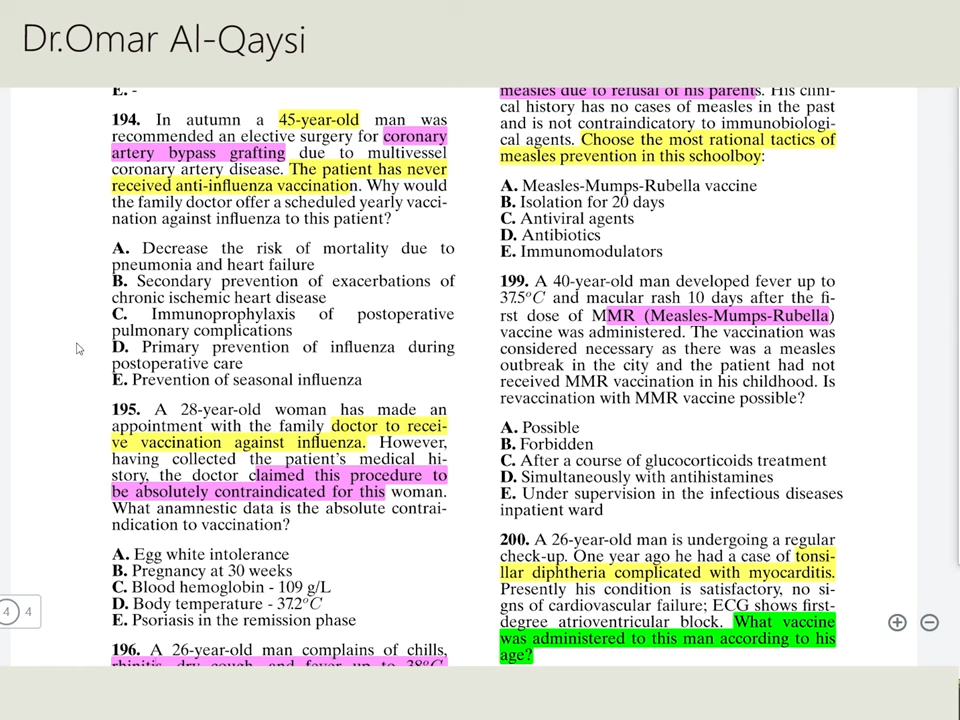 Dr.Omar Al-Qaysi
E. -
194. In autumn a 45-year-old man was
recommended an elective surgery for coronary
artery bypass grafting due to multivessel
coronary artery disease. The patient has never
received anti-influenza vaccination. Why would
the family doctor offer a scheduled yearly vacci-
nation against influenza to this patient?
A. Decrease the risk of mortality due to
pneumonia and heart failure
B. Secondary prevention of exacerbations of
chronic ischemic heart disease
C. Immunoprophylaxis of postoperative
pulmonary complications
D. Primary prevention of influenza during
postoperative care
E. Prevention of seasonal influenza
195. A 28-year-old woman has made an
appointment with the family doctor to recei-
ve vaccination against influenza. However,
having collected the patient's medical hi-
story, the doctor claimed this procedure to
be absolutely contraindicated for this woman.
What anamnestic data is the absolute contrai-
ndication to vaccination?
A. Egg white intolerance
B. Pregnancy at 30 weeks
C. Blood hemoglobin - 109 g/L
D. Body temperature - 37.2°C
E. Psoriasis in the remission phase
196. A 26-year-old man complains of chills,
rhinitis, dry cough, and fever up to 38°C.
measles due to refusal of his parents. His clini-
cal history has no cases of measles in the past
and is not contraindicatory to immunobiologi-
cal agents. Choose the most rational tactics of
measles prevention in this schoolboy:
A. Measles-Mumps-Rubella vaccine
B. Isolation for 20 days
C. Antiviral agents
D. Antibiotics
E. Immunomodulators
199. A 40-year-old man developed fever up to
37.5°C and macular rash 10 days after the fi-
rst dose of MMR (Measles-Mumps-Rubella)
vaccine was administered. The vaccination was
considered necessary as there was a measles
outbreak in the city and the patient had not
received MMR vaccination in his childhood. Is
revaccination with MMR vaccine possible?
A. Possible
B. Forbidden
C. After a course of glucocorticoids treatment
D. Simultaneously with antihistamines
E. Under supervision in the infectious diseases
inpatient ward
200. A 26-year-old man is undergoing a regular
check-up. One year ago he had a case of tonsi-
llar diphtheria complicated with myocarditis.
Presently his condition is satisfactory, no si-
gns of cardiovascular failure; ECG shows first-
degree atrioventricular block. What vaccine
was administered to this man according to his
age?
4 4